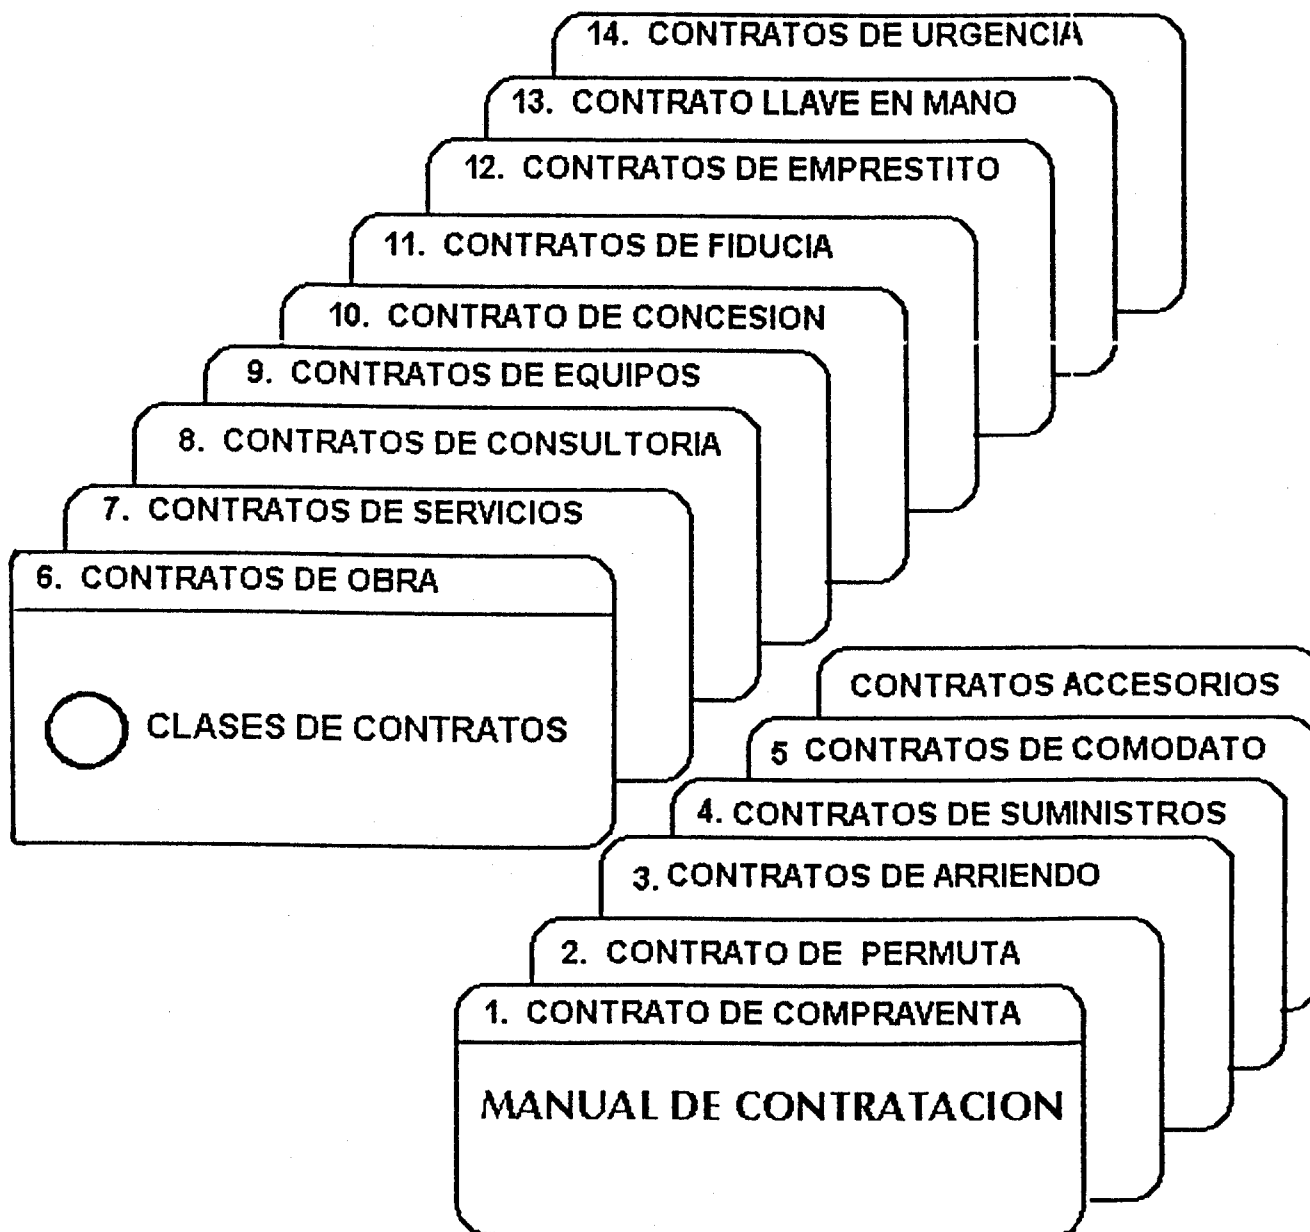 14. CONTRATOS DE URGENCIA
13. CONTRATO LLAVE EN MANO
12. CONTRATOS DE EMPRESTITO
11. CONTRATOS DE FIDUCIA
10. CONTRATO DE CONCESION
9. CONTRATOS DE EQUIPOS
8. CONTRATOS DE CONSULTORIA
7. CONTRATOS DE SERVICIOS
6. CONTRATOS DE OBRA
CLASES DE CONTRATOS
CONTRATOS ACCESORIOS
5 CONTRATOS DE COMODATO
4. CONTRATOS DE SUMINISTROS
3. CONTRATOS DE ARRIENDO
2. CONTRATO DE PERMUTA
1. CONTRATO DE COMPRAVENTA
MANUAL DE CONTRATACION